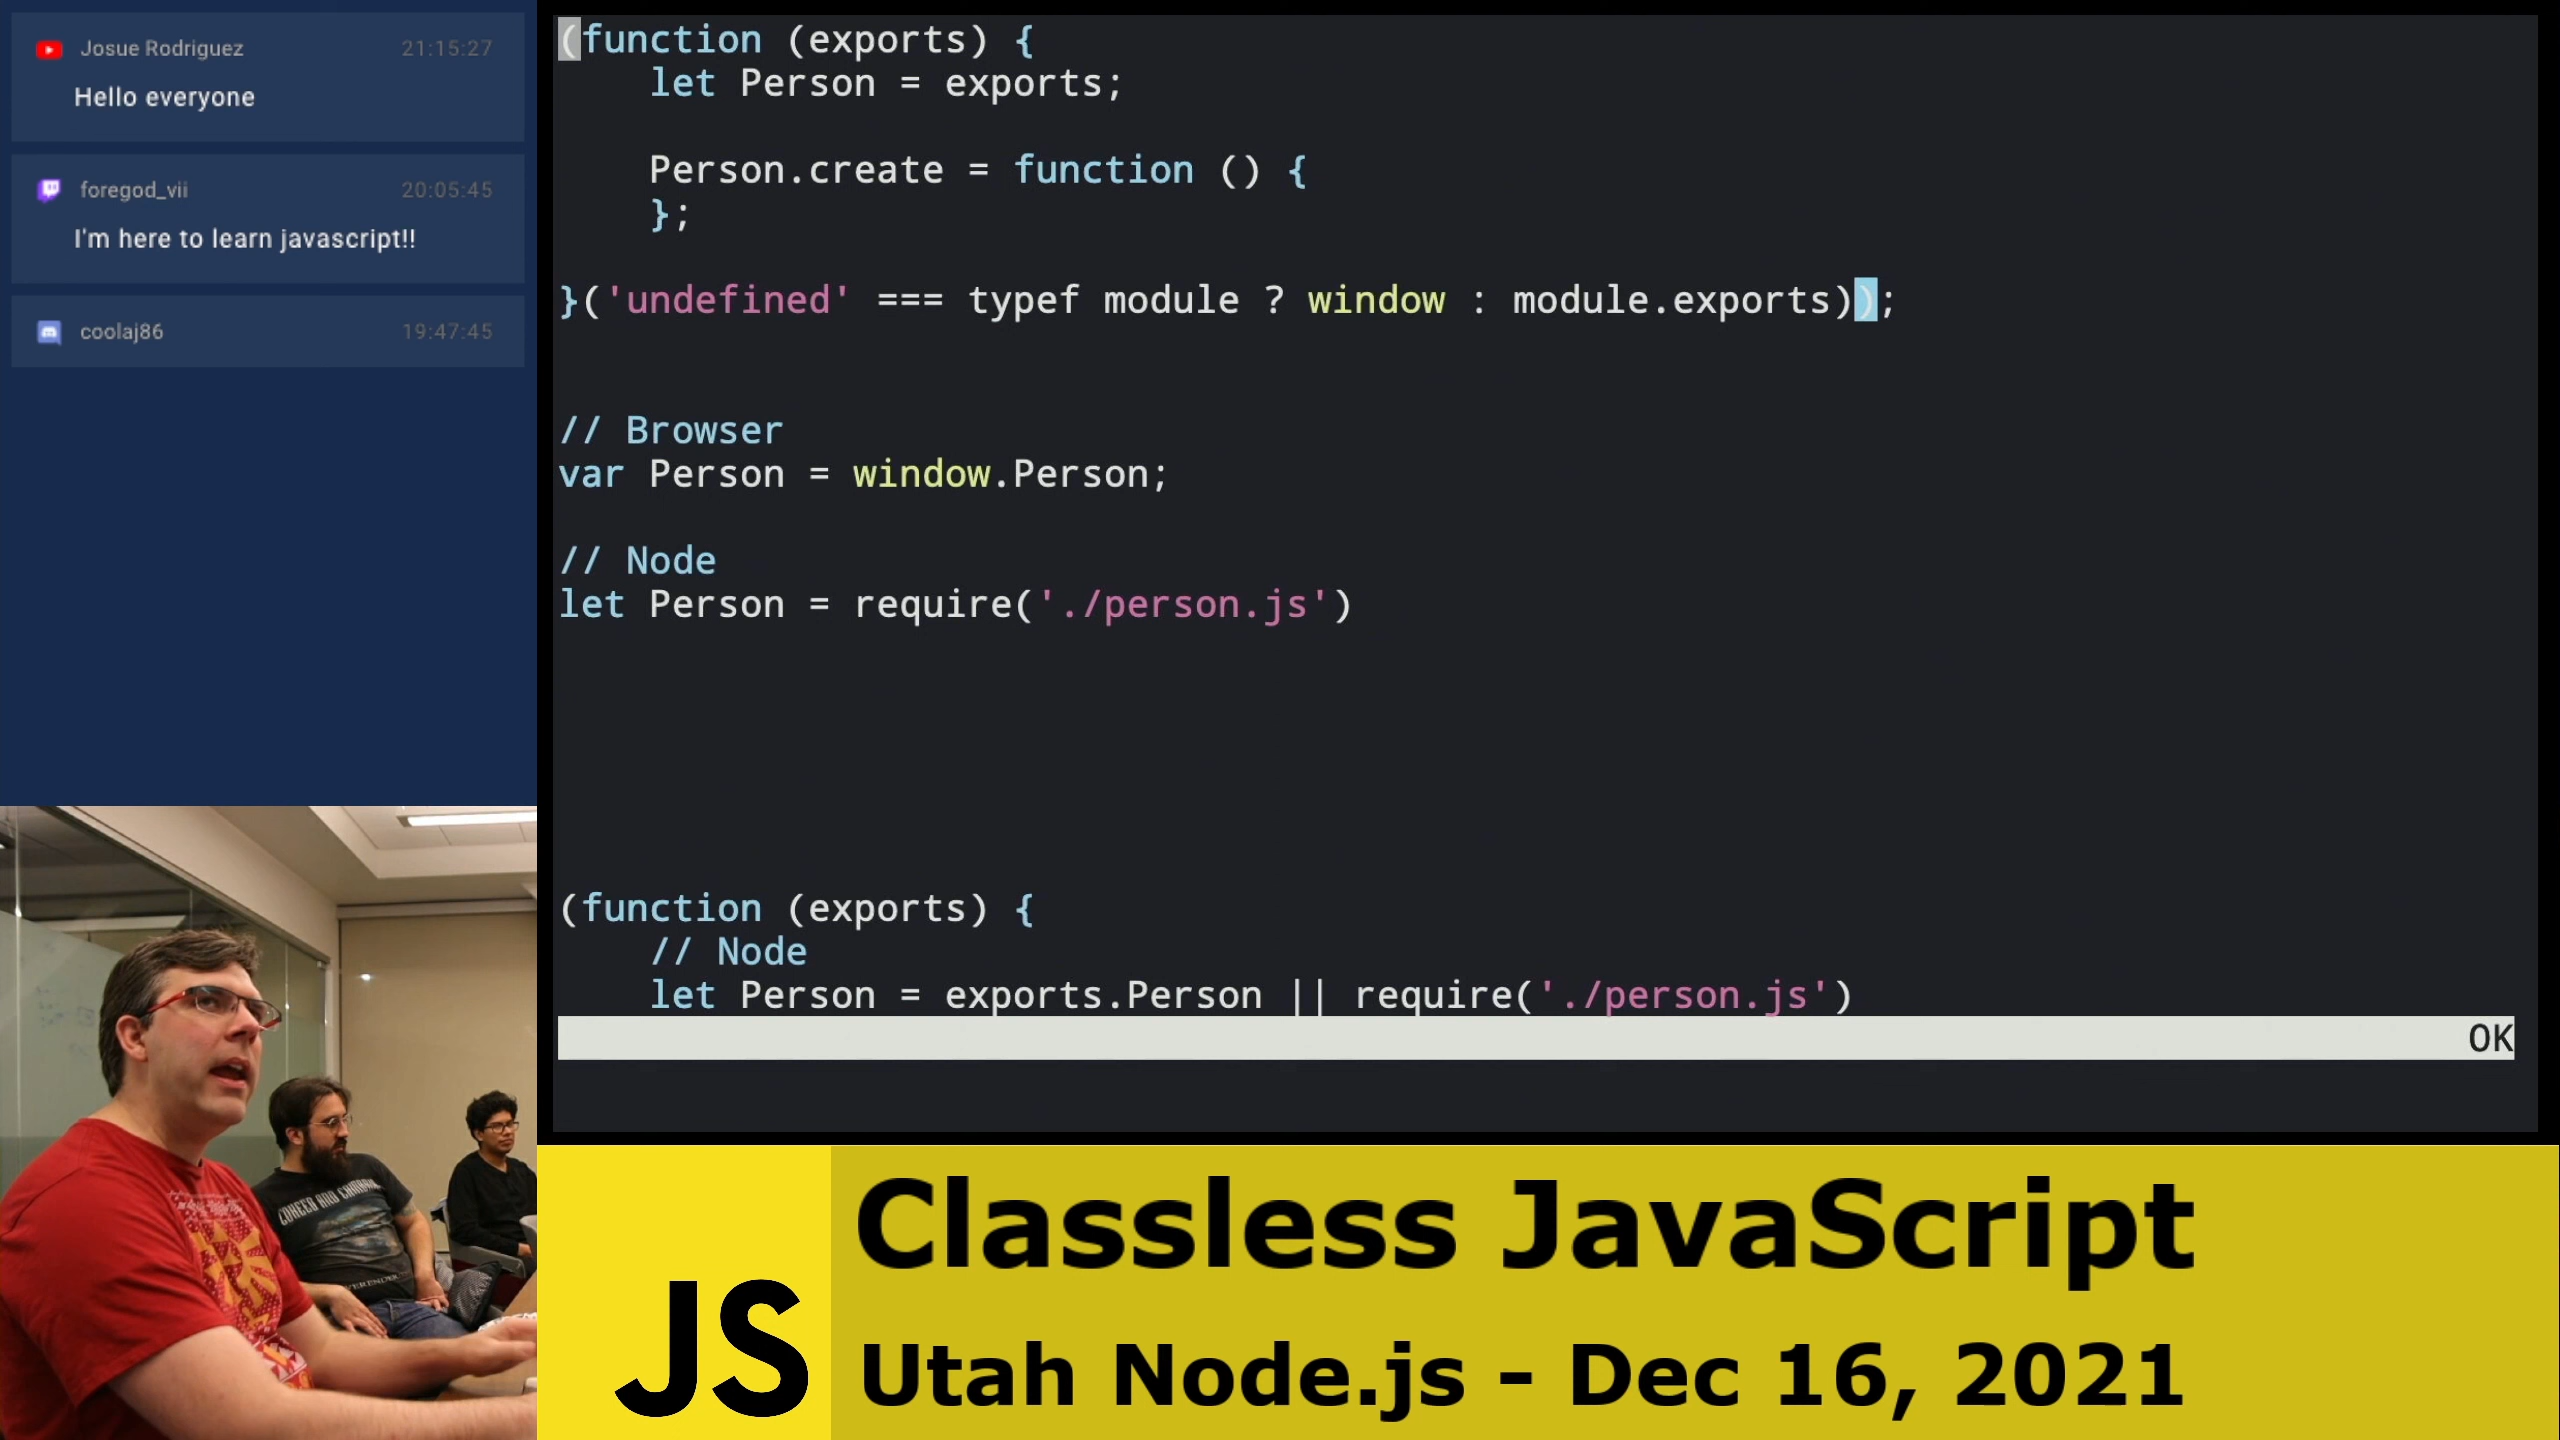 Josue Rodriguez 21:15:27
Hello everyone
foregod_vii 20:05:45
I'm here to learn javascript!!
coolaj86 19:47:45
(function (exports) {
let Person = exports;
Person.create = function () {
};
}('undefined' === typef module ? window : module.exports));
// Browser
var Person = window.Person;
// Node
let Person = require('./person.js')
(function (exports) {
// Node
let Person = exports.Person || require('./person.js')
OK
JS
Classless JavaScript
Utah Node.js - Dec 16, 2021